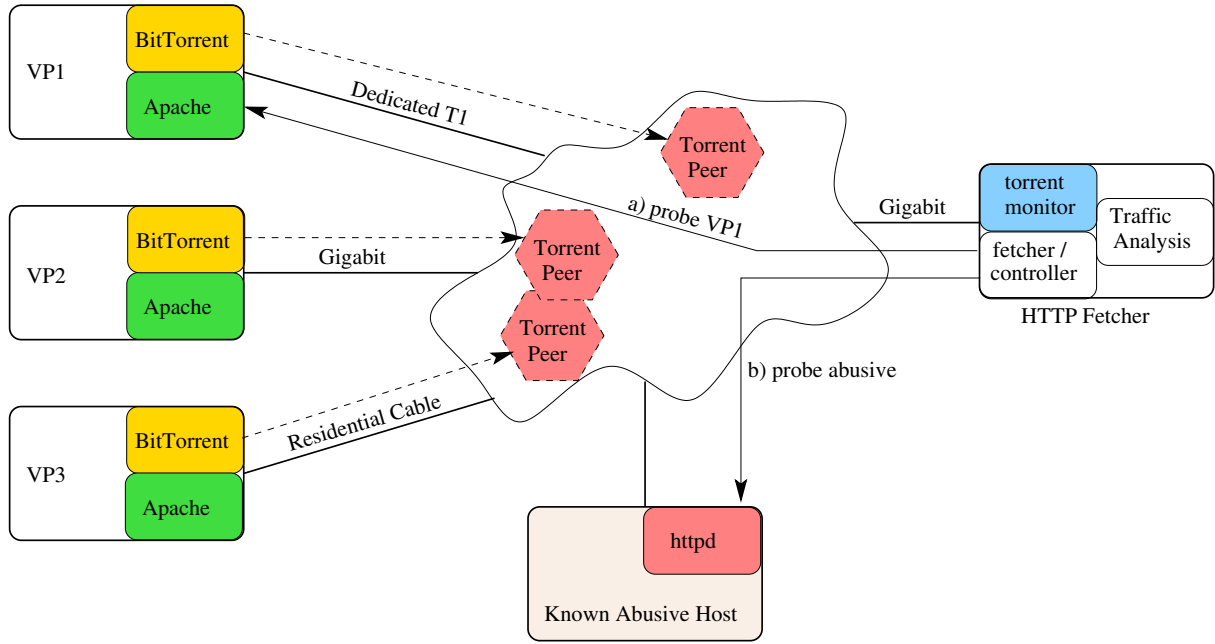 BitTorrent
VP1
Apache
Dedicated T1
Torrent
Peer
a) probe VP1
BitTorrent
VP2
Apache
Gigabit
Torrent
Peer
Torrent
Peer
Gigabit
torrent
monitor
Traffic
Analysis
fetcher /
controller
HTTP Fetcher
b) probe abusive
BitTorrent
VP3
Apache
Residential Cable
httpd
Known Abusive Host